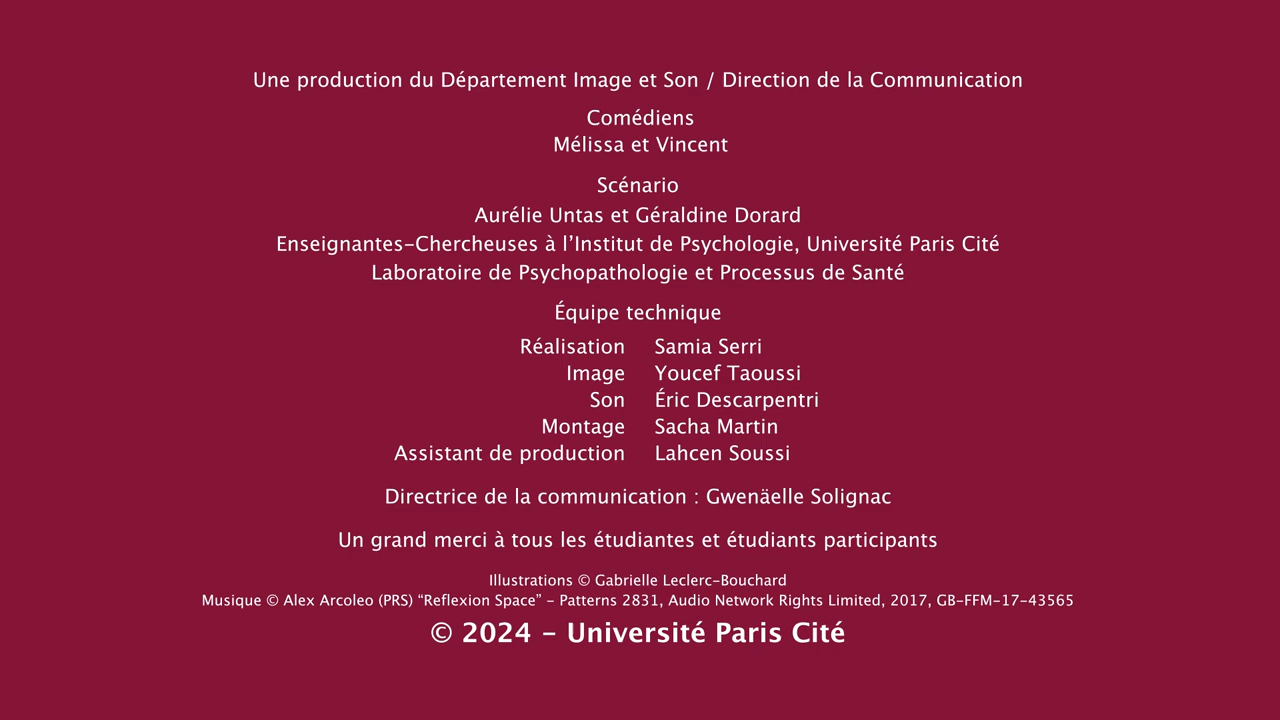 Une production du Département Image et Son / Direction de la Communication
Comédiens
Mélissa et Vincent
Scénario
Aurélie Untas et Géraldine Dorard
Enseignantes-Chercheuses à l’Institut de Psychologie, Université Paris Cité
Laboratoire de Psychopathologie et Processus de Santé
Équipe technique
Réalisation Samia Serri
Image Youcef Taoussi
Son Éric Descarpentri
Montage Sacha Martin
Assistant de production Lahcen Soussi
Directrice de la communication : Gwenäelle Solignac
Un grand merci à tous les étudiantes et étudiants participants
Illustrations © Gabrielle Leclerc-Bouchard
Musique © Alex Arcoleo (PRS) “Reflexion Space” - Patterns 2831, Audio Network Rights Limited, 2017, GB-FFM-17-43565
© 2024 - Université Paris Cité